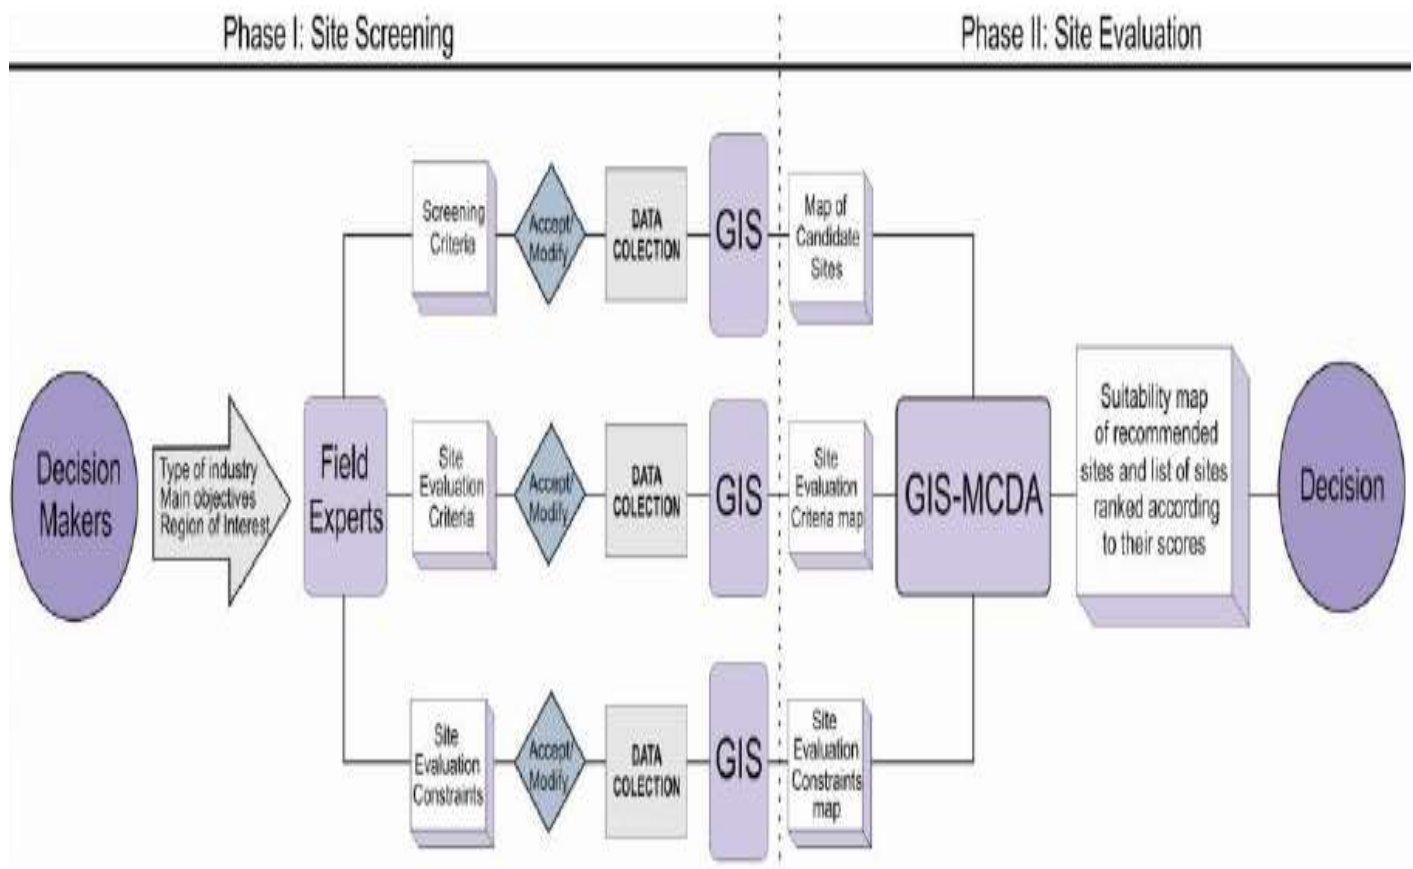 Phase I: Site Screening
Phase II: Site Evaluation
Decision
Makers
Type of industry
Main objectives
Region of Interest
Field
Experts
Screening
Criteria
Accept/
Modify
DATA
COLECTION
GIS
Map of
Candidate
Sites
Site
Evaluation
Criteria
Accept/
Modify
DATA
COLECTION
GIS
Site
Evaluation
Criteria map
Site
Evaluation
Constraints
Accept/
Modify
DATA
COLECTION
GIS
Site
Evaluation
Constraints
map
GIS-MCDA
Suitability map
of recommended
sites and list of sites
ranked according
to their scores
Decision